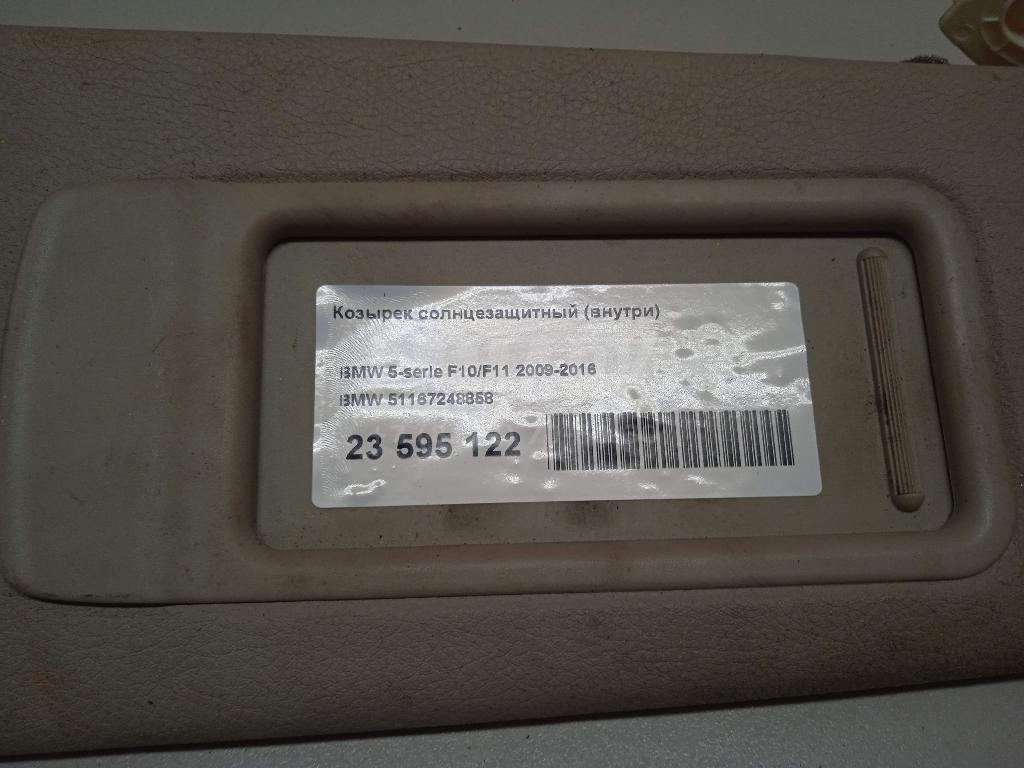 Козырек солнцезащитный (внутри)
BMW 5-serie F10/F11 2009-2016
BMW 51167248858
23 595 122